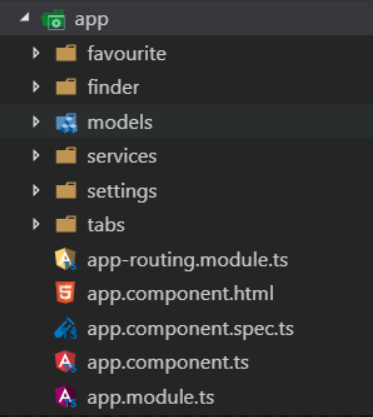 app
favourite
finder
models
services
settings
tabs
app-routing.module.ts
app.component.html
app.component.spec.ts
app.component.ts
app.module.ts